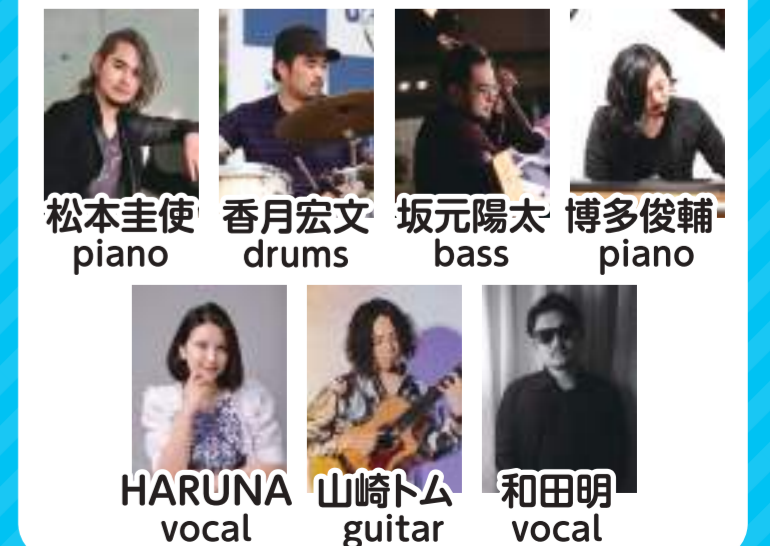 松本圭使
piano
香月宏文
drums
坂元陽太
bass
博多俊輔
piano
HARUNA
vocal
山崎トム
guitar
和田明
vocal